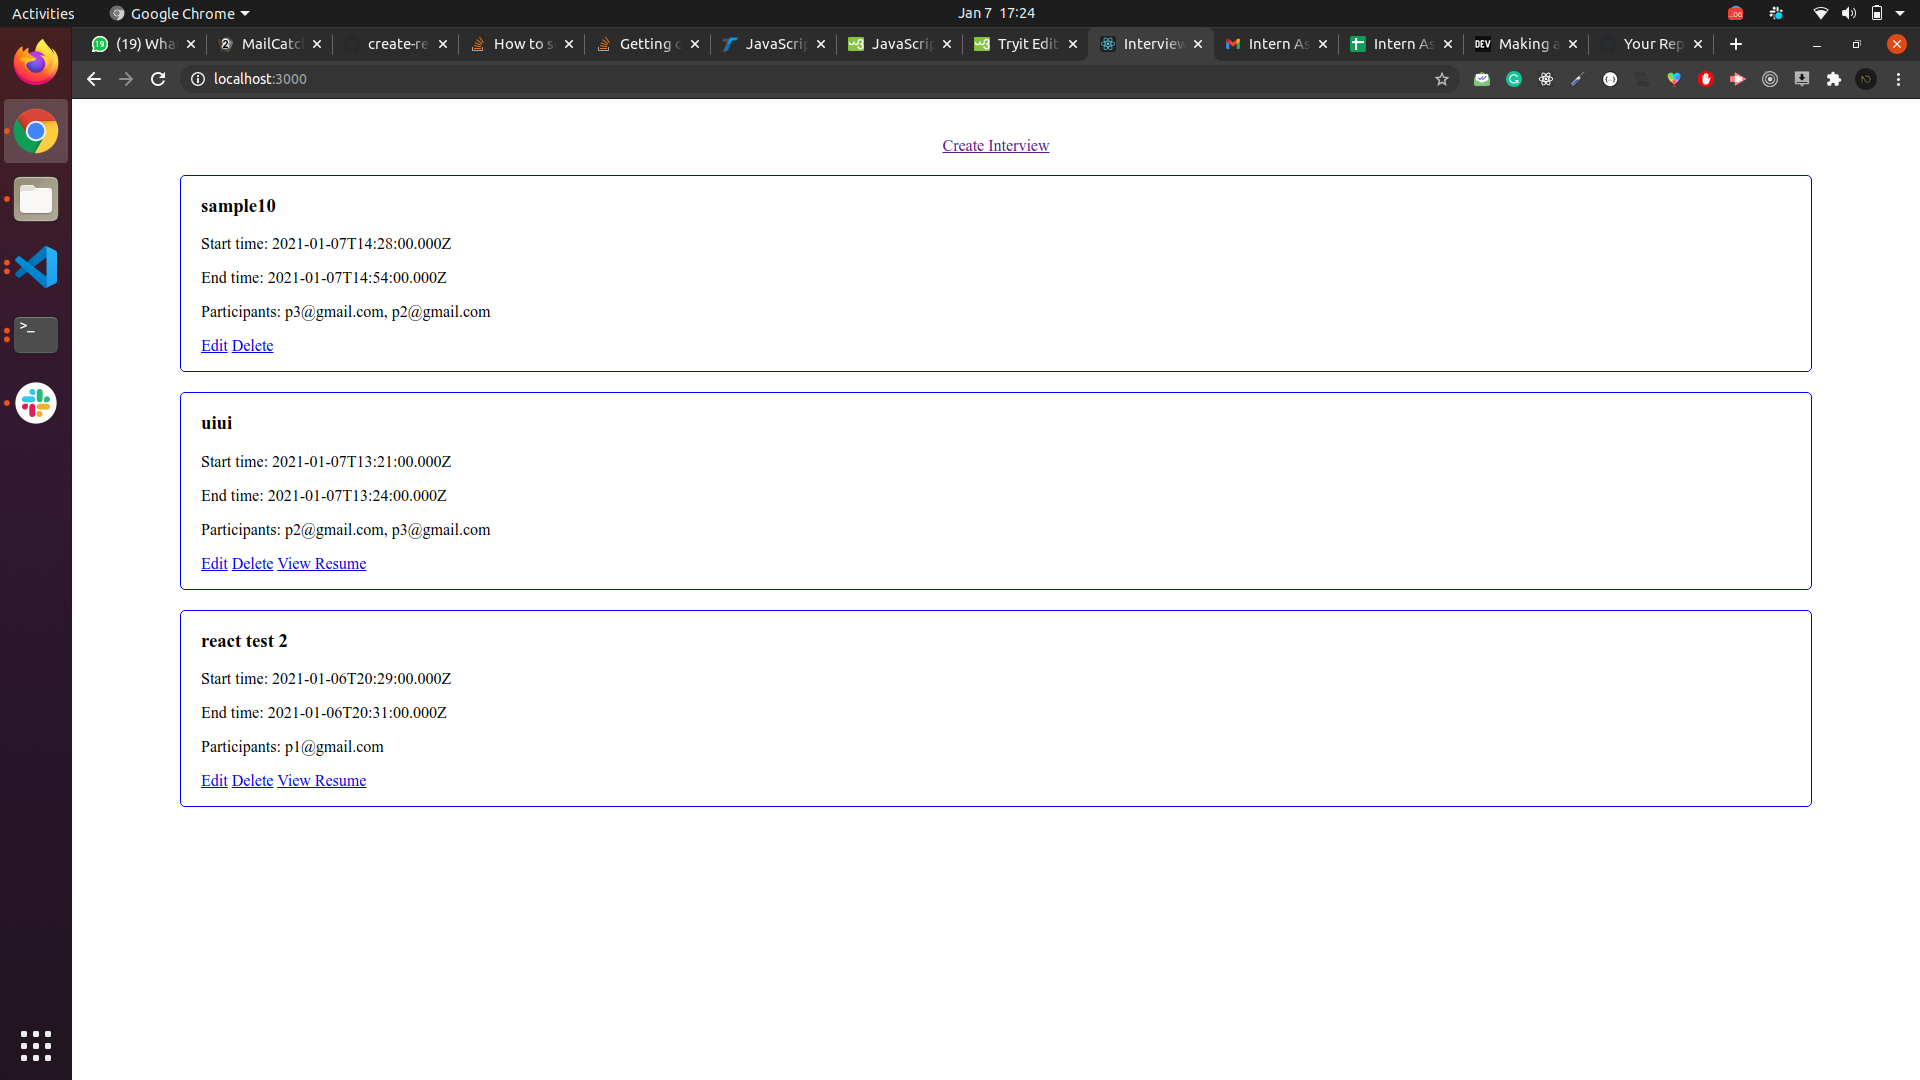 Activities Google Chrome Jan 7 17:24
(19) Wha MailCatc create-re How to s Getting JavaScrip JavaScrip Tryit Edit Interview Intern As Intern As DEV Making a Your Rep
localhost:3000
Create Interview
sample10
Start time: 2021-01-07T14:28:00.000Z
End time: 2021-01-07T14:54:00.000Z
Participants: p3@gmail.com, p2@gmail.com
Edit Delete
uiui
Start time: 2021-01-07T13:21:00.000Z
End time: 2021-01-07T13:24:00.000Z
Participants: p2@gmail.com, p3@gmail.com
Edit Delete View Resume
react test 2
Start time: 2021-01-06T20:29:00.000Z
End time: 2021-01-06T20:31:00.000Z
Participants: p1@gmail.com
Edit Delete View Resume